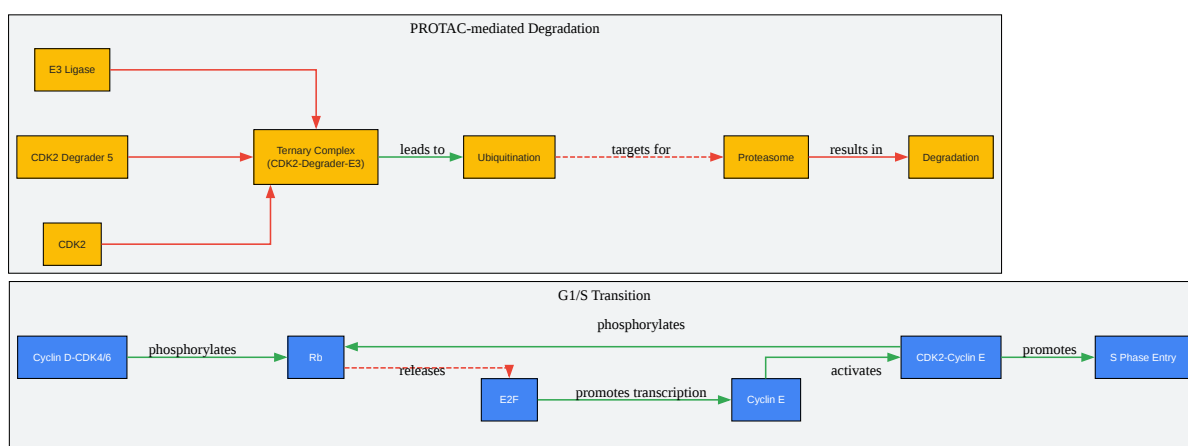 PROTAC-mediated Degradation
E3 Ligase
CDK2 Degrader 5
Ternary Complex
(CDK2-Degrader-E3)
leads to
Ubiquitination
targets for
Proteasome
results in
Degradation
CDK2
G1/S Transition
phosphorylates
Cyclin D-CDK4/6
phosphorylates
Rb
releases
E2F
promotes transcription
Cyclin E
activates
CDK2-Cyclin E
promotes
S Phase Entry